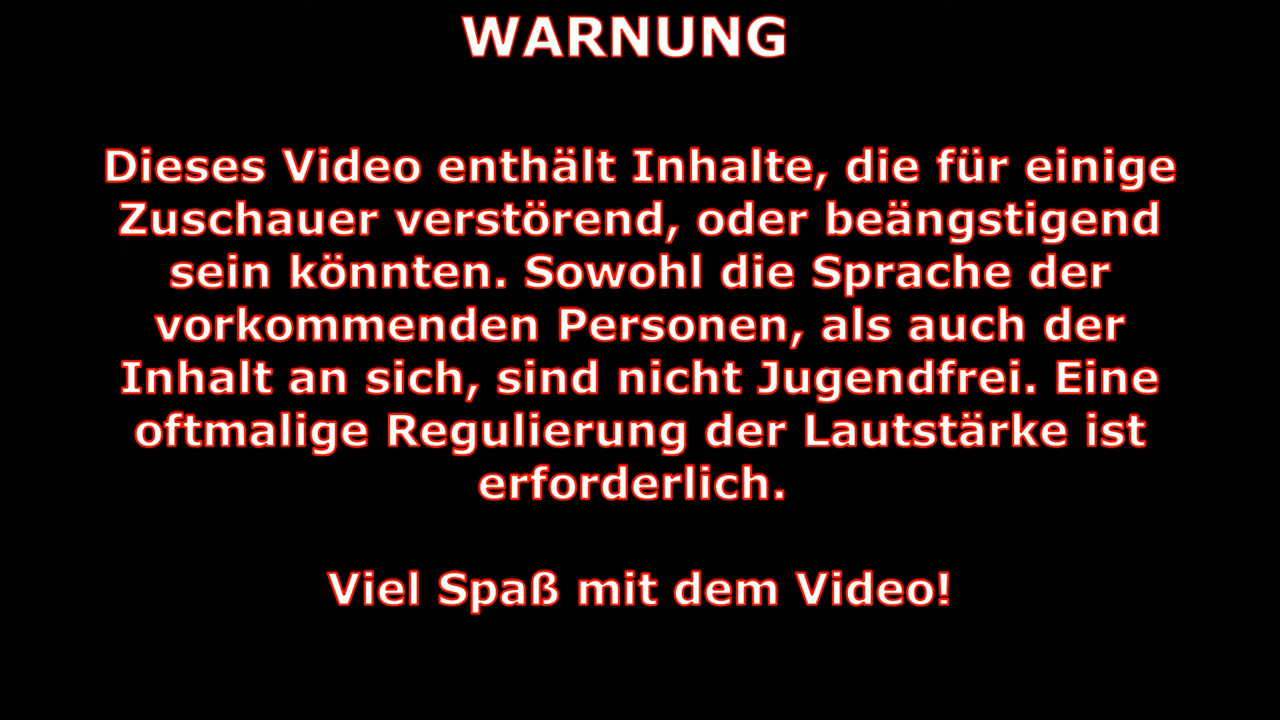 WARNUNG
Dieses Video enthält Inhalte, die für einige
Zuschauer verstörend, oder beängstigend
sein könnten. Sowohl die Sprache der
vorkommenden Personen, als auch der
Inhalt an sich, sind nicht Jugendfrei. Eine
oftmalige Regulierung der Lautstärke ist
erforderlich.
Viel Spaß mit dem Video!